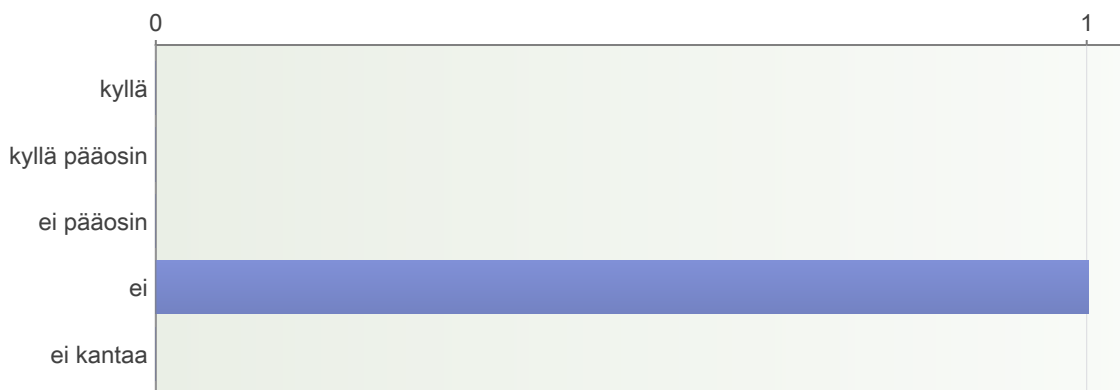 0 1
kyllä
kyllä pääosin
ei pääosin
ei
ei kantaa